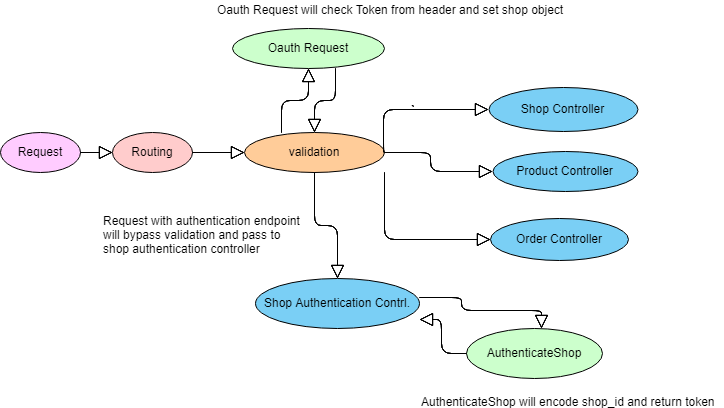 Oauth Request will check Token from header and set shop object
Oauth Request
Shop Controller
Request
Routing
validation
Product Controller
Request with authentication endpoint
will bypass validation and pass to
shop authentication controller
Order Controller
Shop Authentication Contrl.
AuthenticateShop
AuthenticateShop will encode shop_id and return token